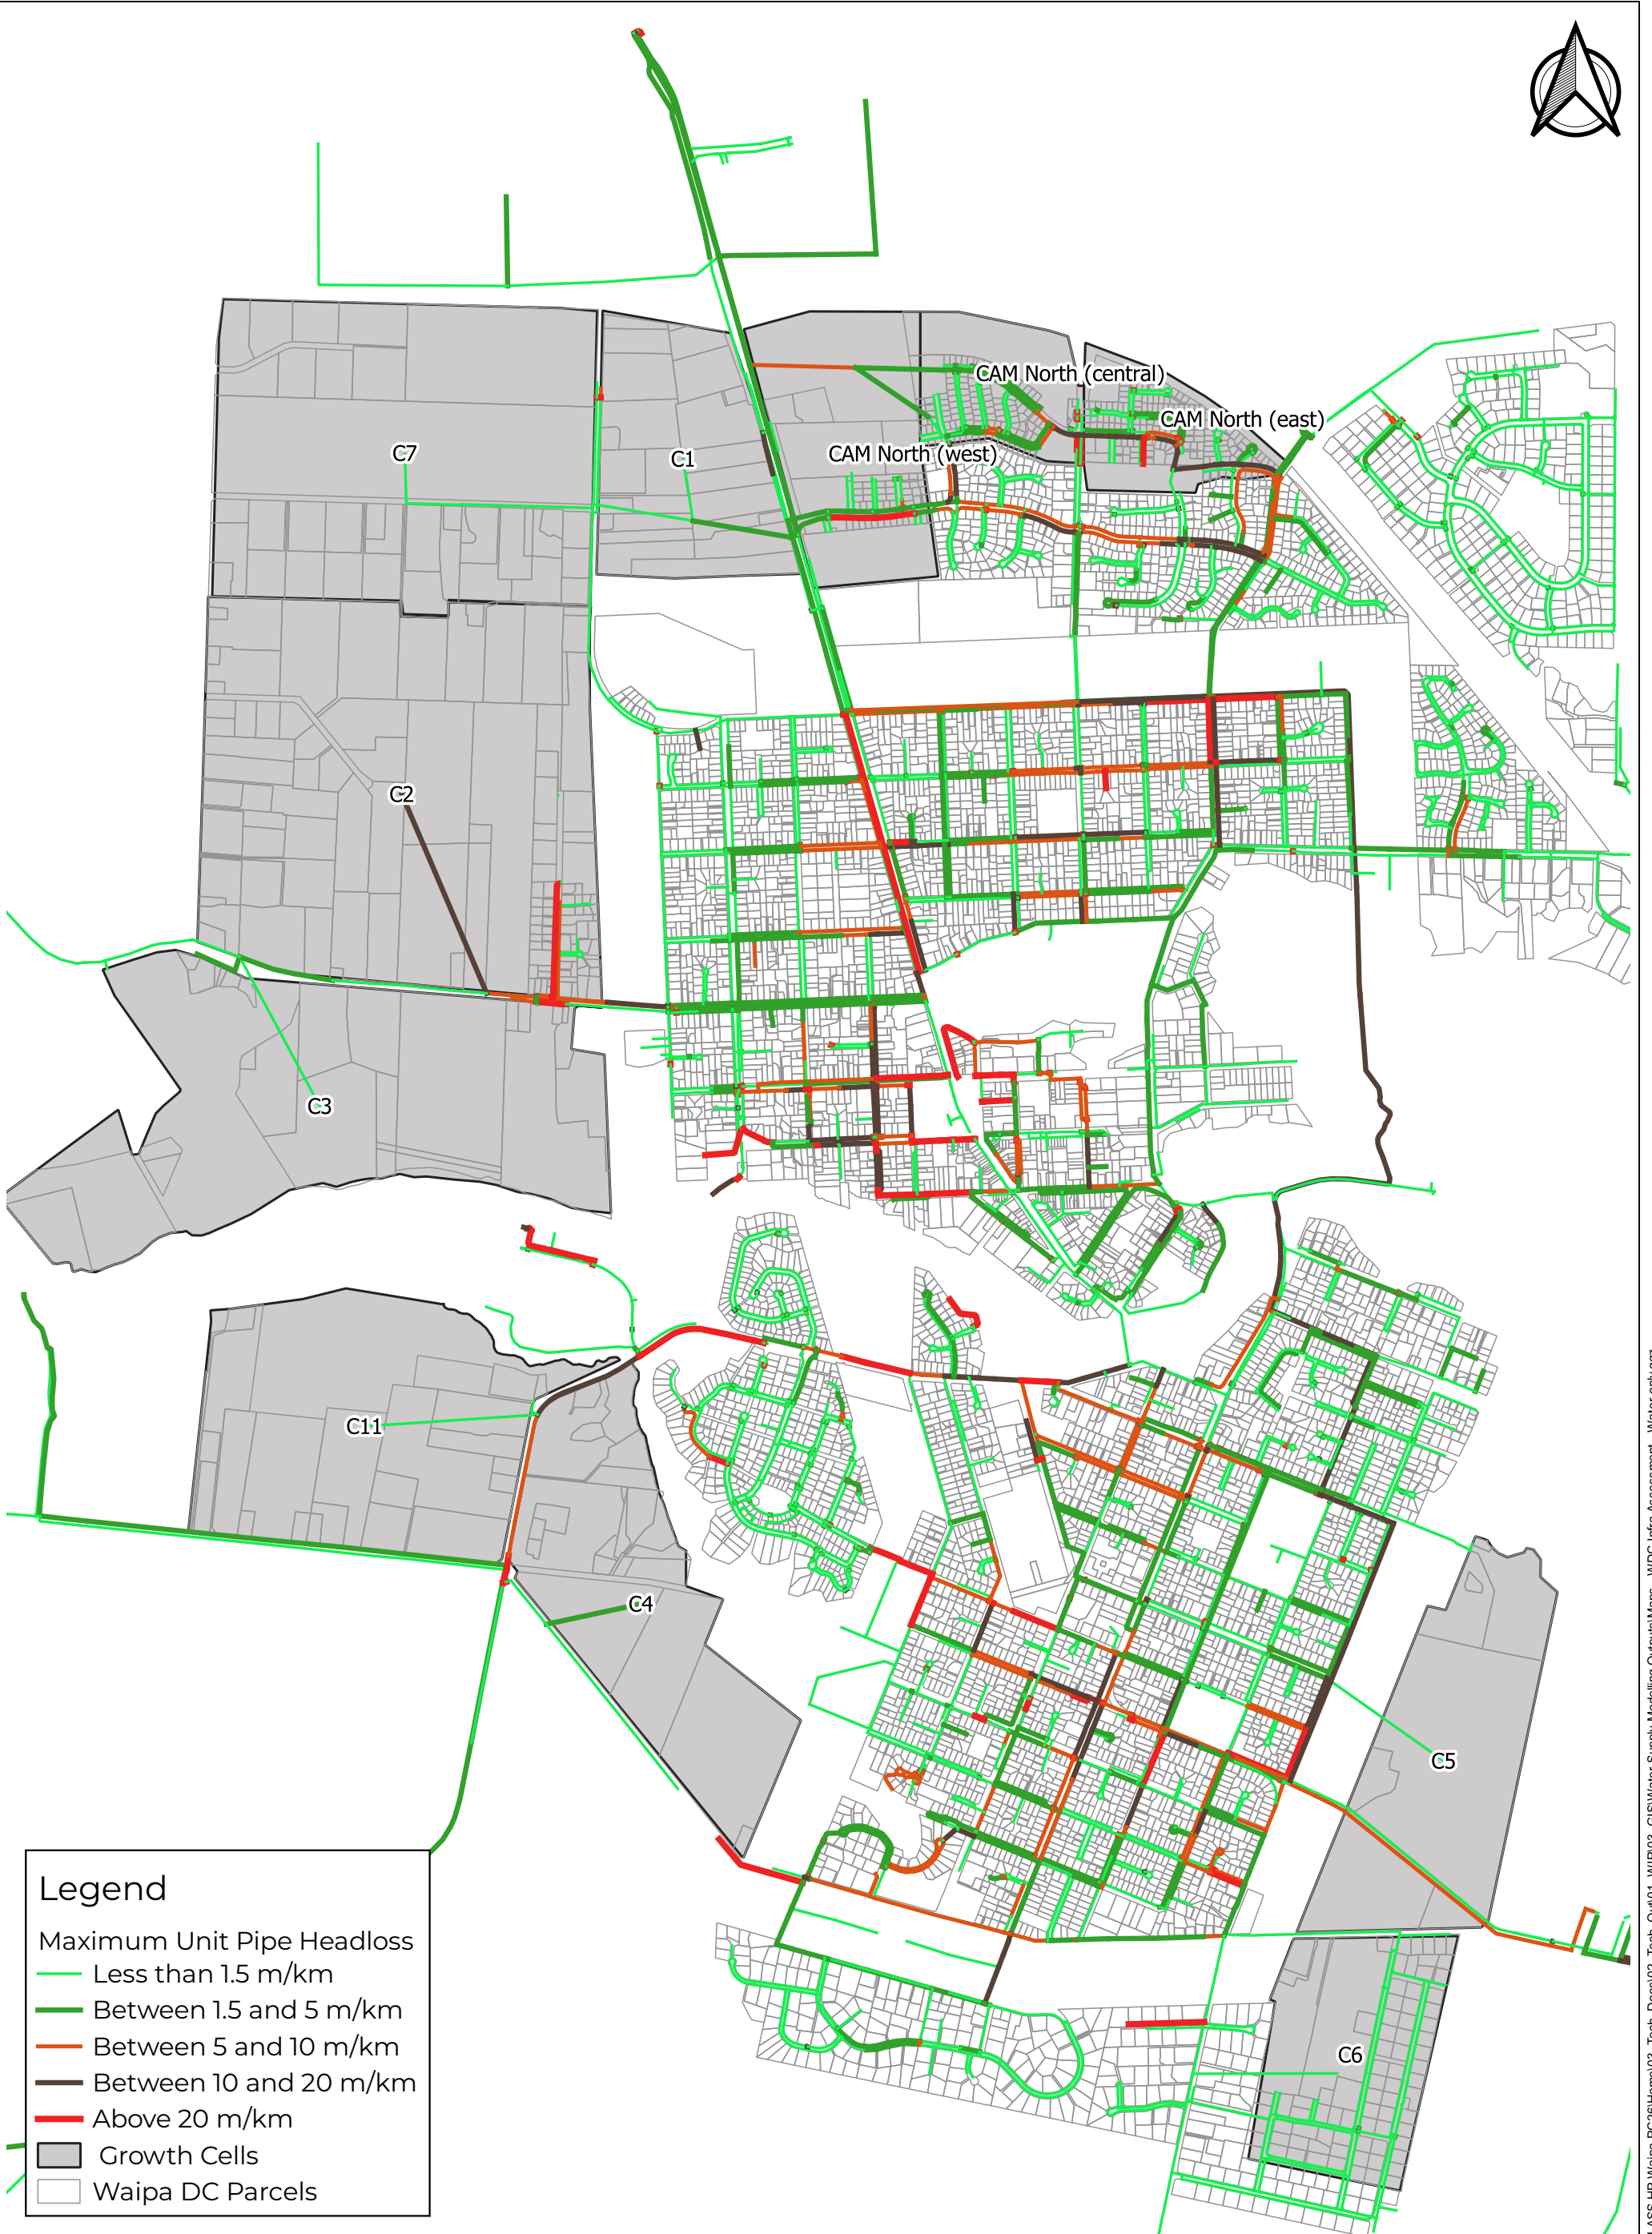 CAM North (central)
CAM North (east)
C7
C1
CAM North (west)
C2
C3
C11
C4
C5
C6
Legend
Maximum Unit Pipe Headloss
Less than 1.5 m/km
Between 1.5 and 5 m/km
Between 5 and 10 m/km
Between 10 and 20 m/km
Above 20 m/km
Growth Cells
Waipa DC Parcels